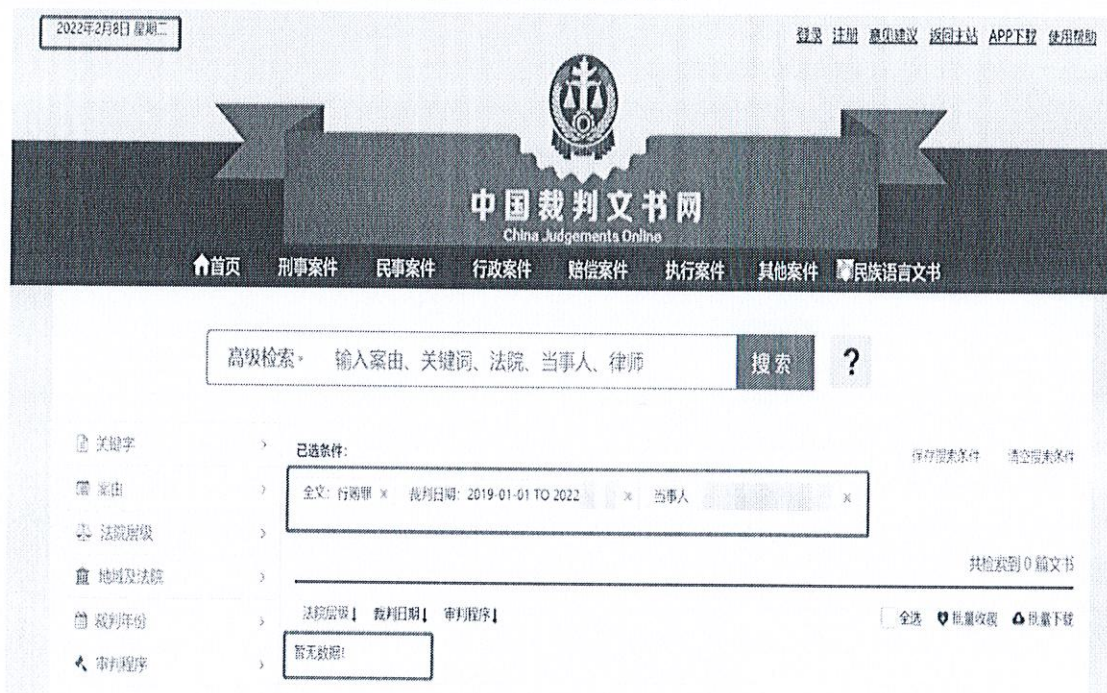 2022年2月8日 星期二
登录 注册 意见建议 返回主站 APP下载 使用帮助
中国裁判文书网
China Judgements Online
首页 刑事案件 民事案件 行政案件 赔偿案件 执行案件 其他案件 民族语言文书
高级检索 输入案由、关键词、法院、当事人、律师 搜索 ?
关键字 >
案由 >
法院层级 >
地域及法院 >
裁判年份 >
审判程序 >
已选条件:
保存搜索条件 清空搜索条件
全文: 行贿罪 × 裁判日期: 2019-01-01 TO 2022 × 当事人 ×
共检索到 0 篇文书
法院层级↓ 裁判日期↓ 审判程序↓
全选 批量收藏 批量下载
暂无数据!